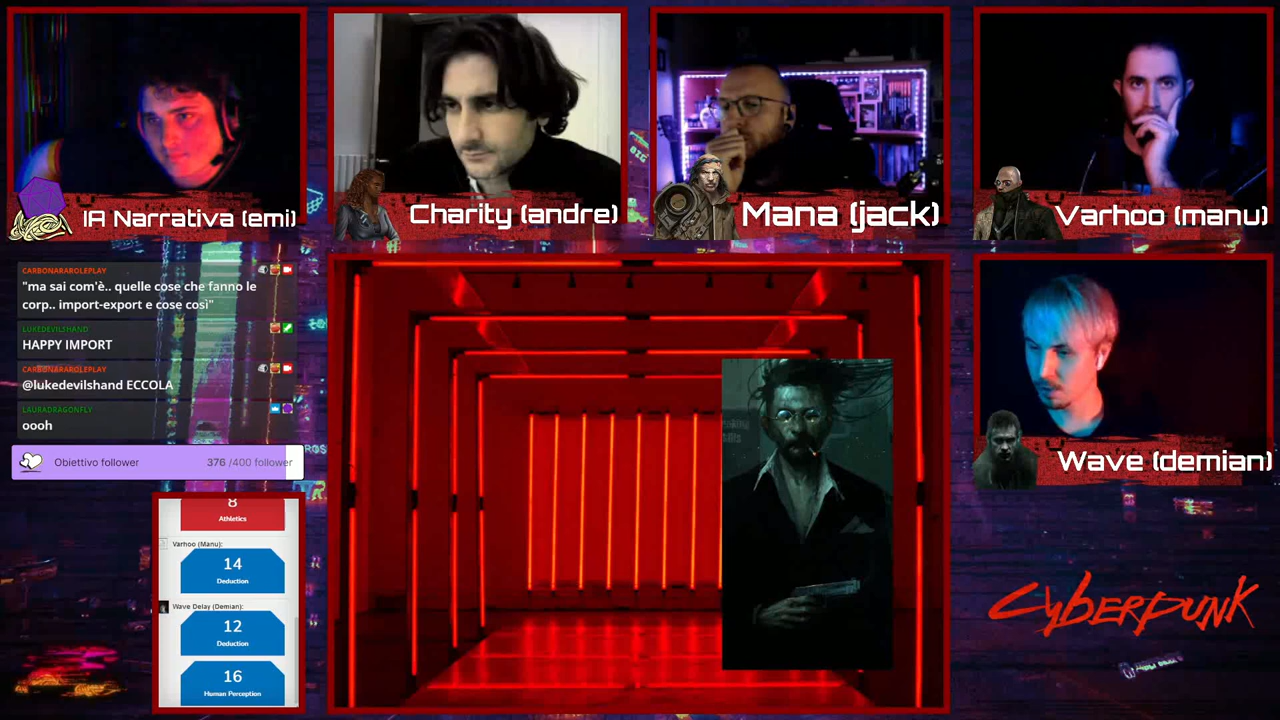 IA Narrativa (emi)
Charity (andre)
Mana (jack)
Varhoo (manu)
CARBONARAROLEPLAY
"ma sai com'è.. quelle cose che fanno le
corp.. import-export e cose così"
LUKEDEVILSHAND
HAPPY IMPORT
CARBONARAROLEPLAY
@lukedevilshand ECCOLA
LAURADRAGONFLY
oooh
Obiettivo follower 376 /400 follower
8
Athletics
Varhoo (Manu):
14
Deduction
Wave Delay (Demian):
12
Deduction
16
Human Perception
Wave (demian)
CYBERPUNK